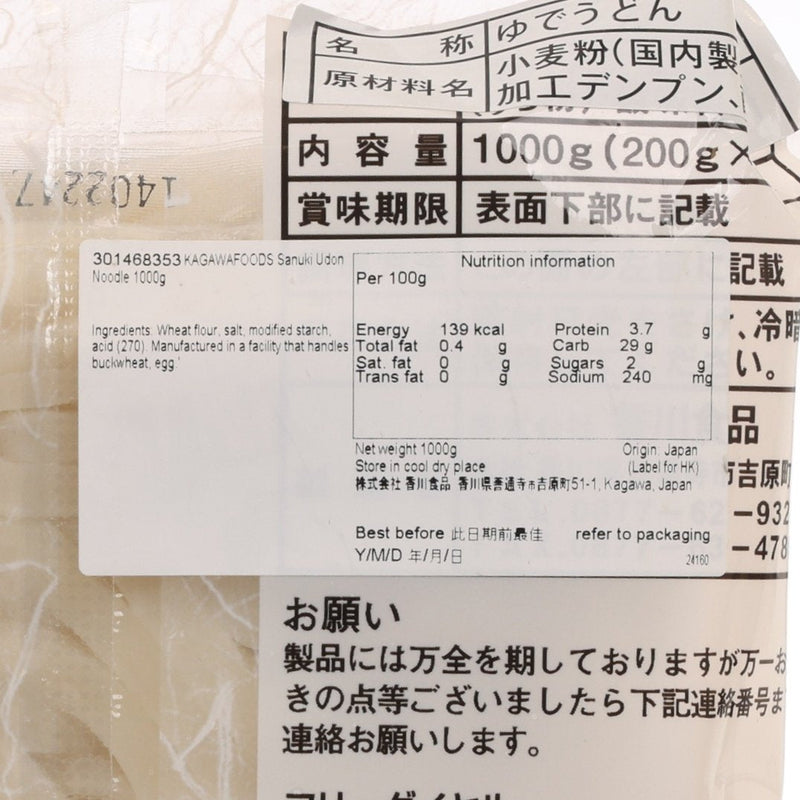 名 称 ゆでうどん
原材料名 小麦粉(国内製
加工デンプン、
内 容 量 1000g(200g×
賞味期限 表面下部に記載
1402247
記載
、冷暗
い。
品
市吉原町
-932
-478
301468353 KAGAWAFOODS Sanuki Udon
Noodle 1000g
Ingredients: Wheat flour, salt, modified starch,
acid (270). Manufactured in a facility that handles
buckwheat, egg.
Nutrition information
Per 100g
Energy 139 kcal Protein 3.7 g
Total fat 0.4 g Carb 29 g
Sat. fat 0 g Sugars 2 g
Trans fat 0 g Sodium 240 mg
Net weight 1000g Origin: Japan
Store in cool dry place (Label for HK)
株式会社 香川食品 香川県善通寺市吉原町51-1, Kagawa, Japan
Best before 此日期前最佳 refer to packaging
Y/M/D 年/月/日 24160
お願い
製品には万全を期しておりますが万一お
きの点等ございましたら下記連絡番号ま
連絡お願いします。